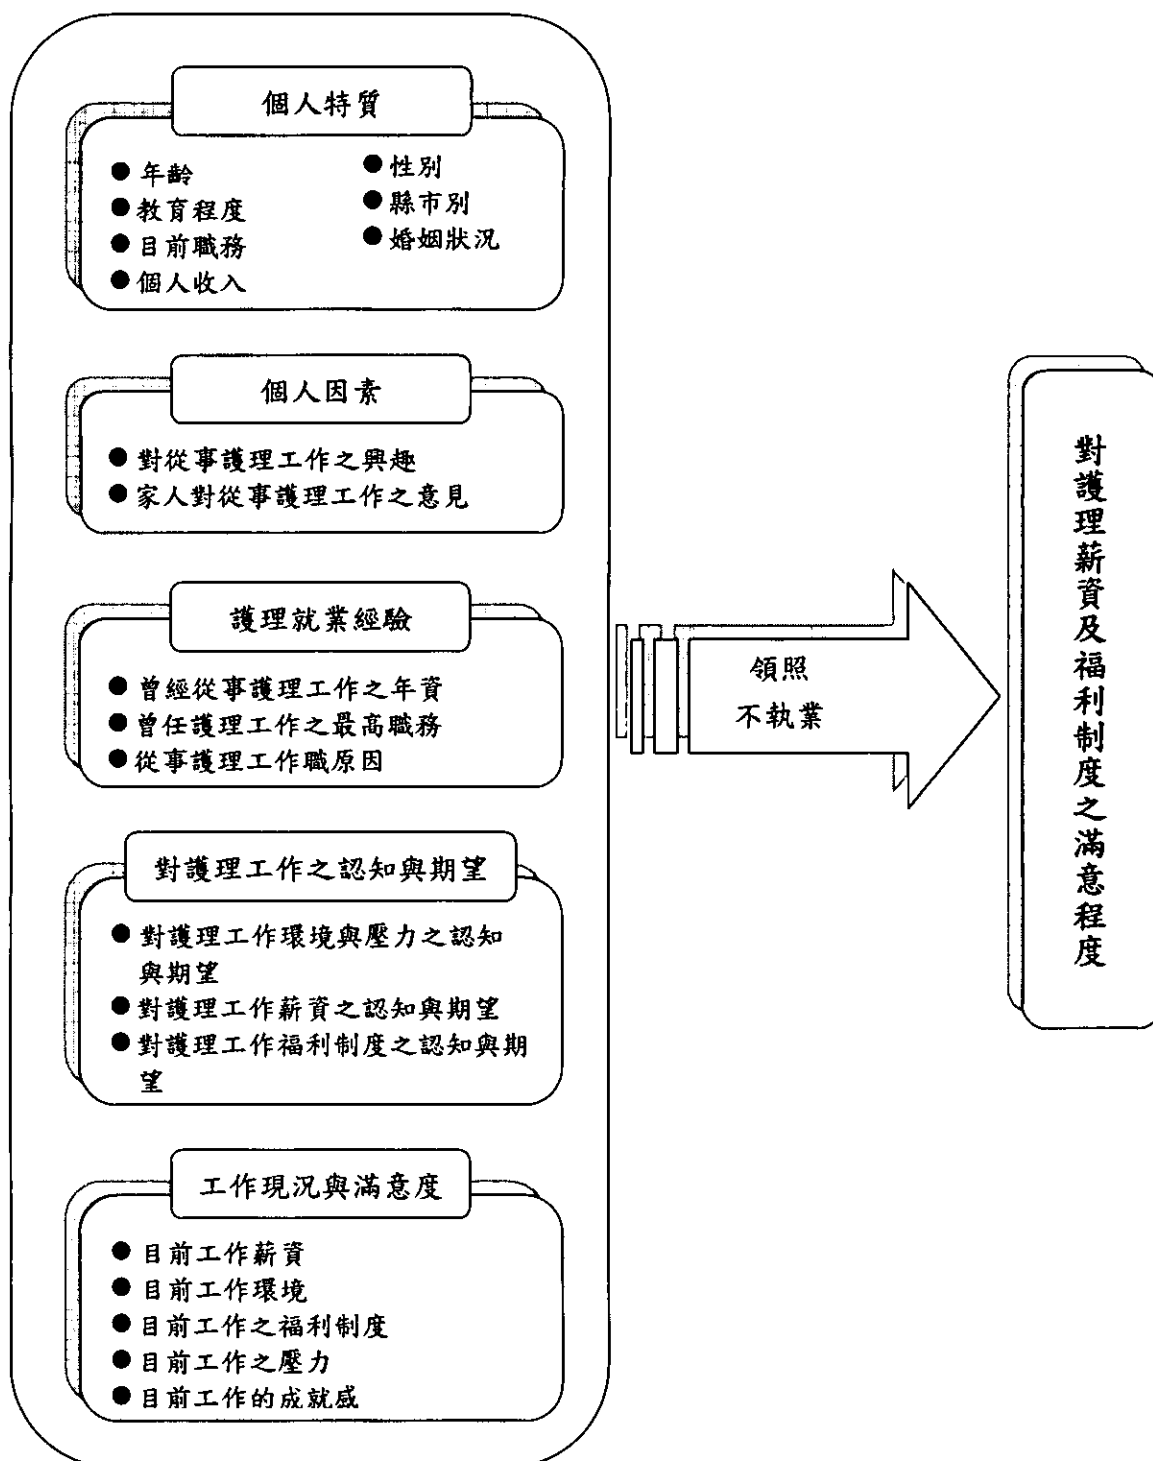 個人特質
● 年齡
● 教育程度
● 目前職務
● 個人收入
● 性別
● 縣市別
● 婚姻狀況
個人因素
● 對從事護理工作之興趣
● 家人對從事護理工作之意見
護理就業經驗
● 曾經從事護理工作之年資
● 曾任護理工作之最高職務
● 從事護理工作職原因
對護理工作之認知與期望
● 對護理工作環境與壓力之認知
與期望
● 對護理工作薪資之認知與期望
● 對護理工作福利制度之認知與期
望
工作現況與滿意度
● 目前工作薪資
● 目前工作環境
● 目前工作之福利制度
● 目前工作之壓力
● 目前工作的成就感
領照
不執業
對護理薪資及福利制度之滿意程度